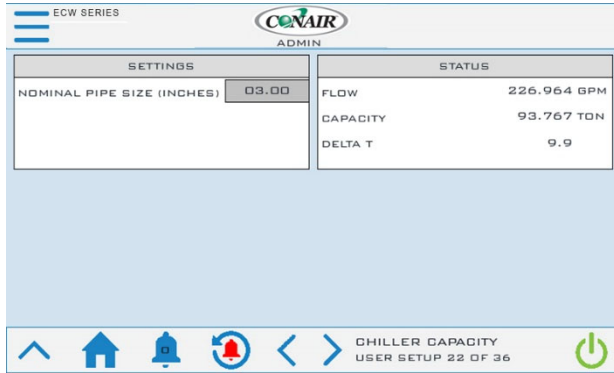 ECW SERIES
CONAIR
ADMIN
SETTINGS
NOMINAL PIPE SIZE (INCHES) 03.00
STATUS
FLOW 226.964 GPM
CAPACITY 93.767 TON
DELTA T 9.9
0
CHILLER CAPACITY
USER SETUP 22 OF 36